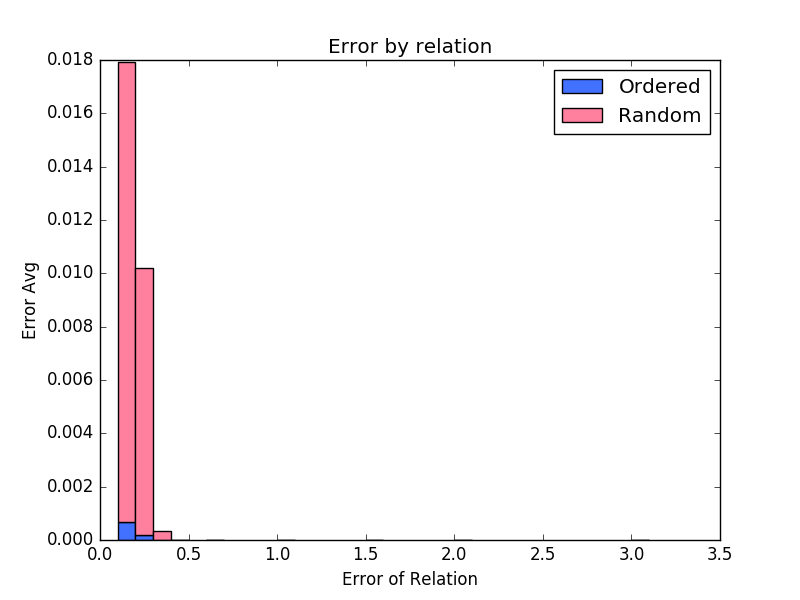 Error by relation
Ordered
Random
0.018
0.016
0.014
0.012
0.010
0.008
0.006
0.004
0.002
0.000
Error Avg
0.0 0.5 1.0 1.5 2.0 2.5 3.0 3.5
Error of Relation